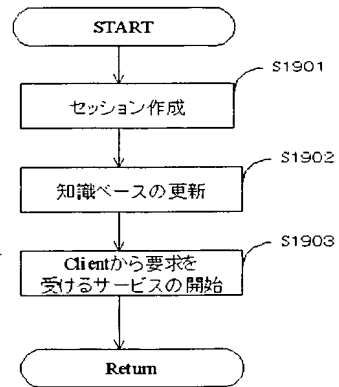 START
S1901
セッション作成
S1902
知識ベースの更新
S1903
Clientから要求を
受けるサービスの開始
Return